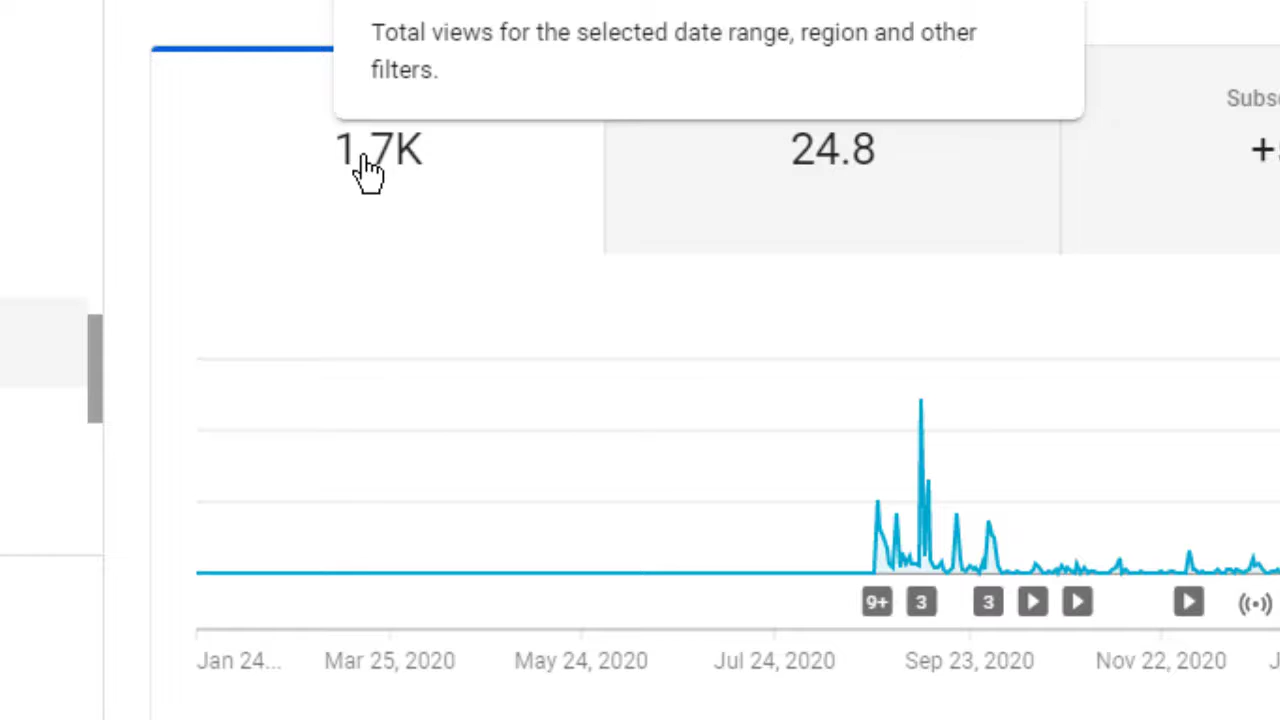 Total views for the selected date range, region and other
filters.
1.7K
24.8
9+
3
3
Jan 24...
Mar 25, 2020
May 24, 2020
Jul 24, 2020
Sep 23, 2020
Nov 22, 2020